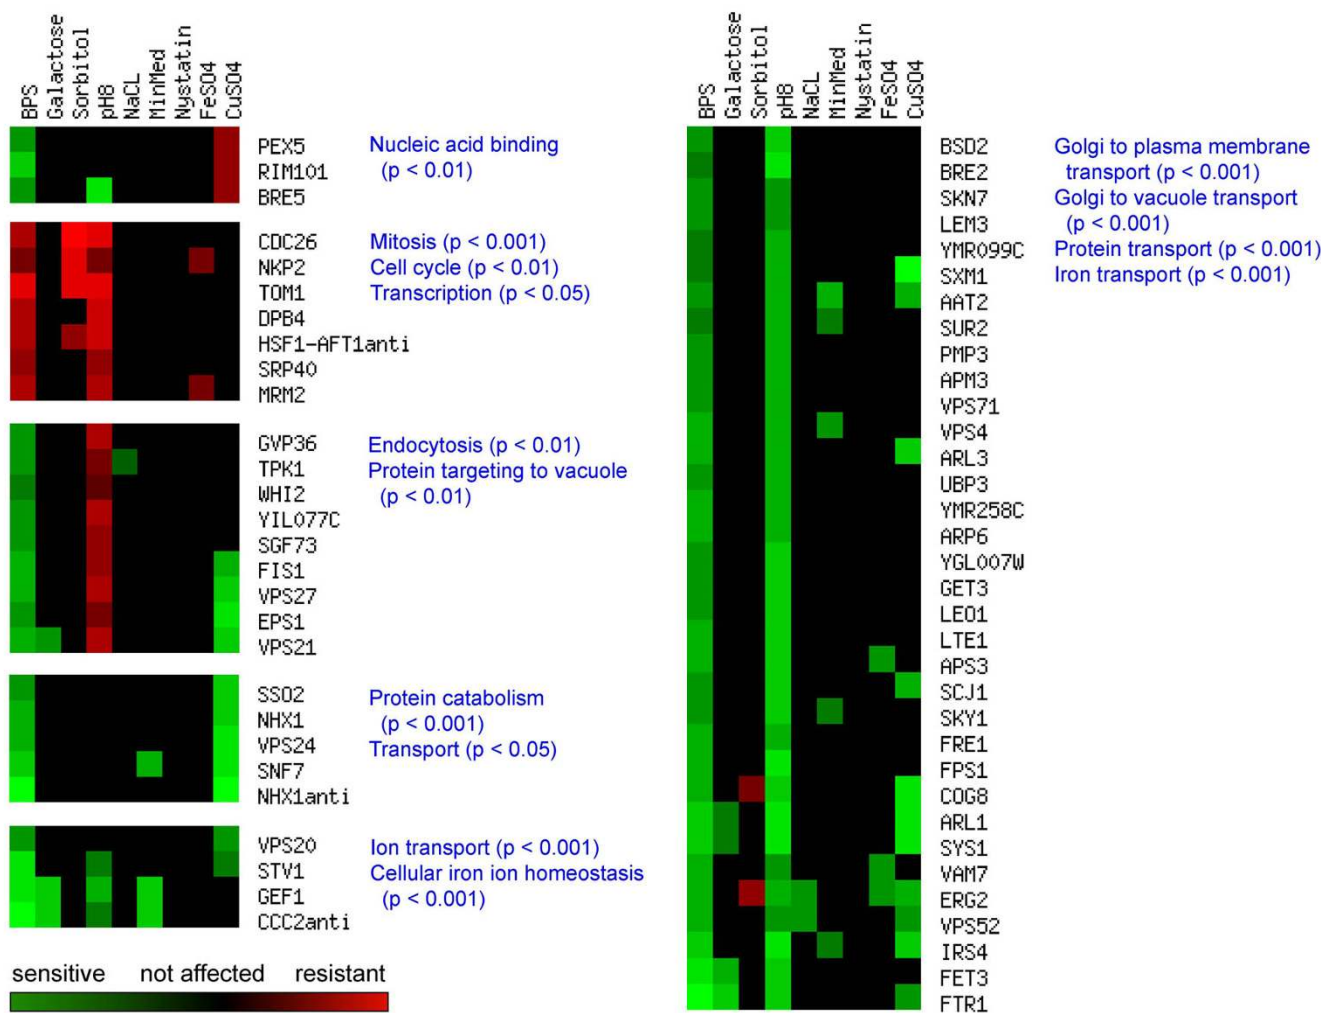 BPS
Galactose
Sorbitol
pH8
NaCL
MinMed
Nystatin
FeSO4
CuSO4
PEX5
RIM101
BRE5
Nucleic acid binding
(p < 0.01)
CDC26
NKP2
TOM1
DPB4
HSF1-AFT1anti
SRP40
MRM2
Mitosis (p < 0.001)
Cell cycle (p < 0.01)
Transcription (p < 0.05)
GVP36
TPK1
WHI2
YIL077C
SGF73
FIS1
VPS27
EPS1
VPS21
Endocytosis (p < 0.01)
Protein targeting to vacuole
(p < 0.01)
SSO2
NHX1
VPS24
SNF7
NHX1anti
Protein catabolism
(p < 0.001)
Transport (p < 0.05)
VPS20
STV1
GEF1
CCC2anti
Ion transport (p < 0.001)
Cellular iron ion homeostasis
(p < 0.001)
sensitive not affected resistant
BPS
Galactose
Sorbitol
pH8
NaCL
MinMed
Nystatin
FeSO4
CuSO4
BSD2
BRE2
SKN7
LEM3
YMR099C
SXM1
AAT2
SUR2
PMP3
APM3
VPS71
VPS4
ARL3
UBP3
YMR258C
ARP6
YGL007W
GET3
LEO1
LTE1
APS3
SCJ1
SKY1
FRE1
FPS1
COG8
ARL1
SYS1
VAM7
ERG2
VPS52
IRS4
FET3
FTR1
Golgi to plasma membrane
transport (p < 0.001)
Golgi to vacuole transport
(p < 0.001)
Protein transport (p < 0.001)
Iron transport (p < 0.001)